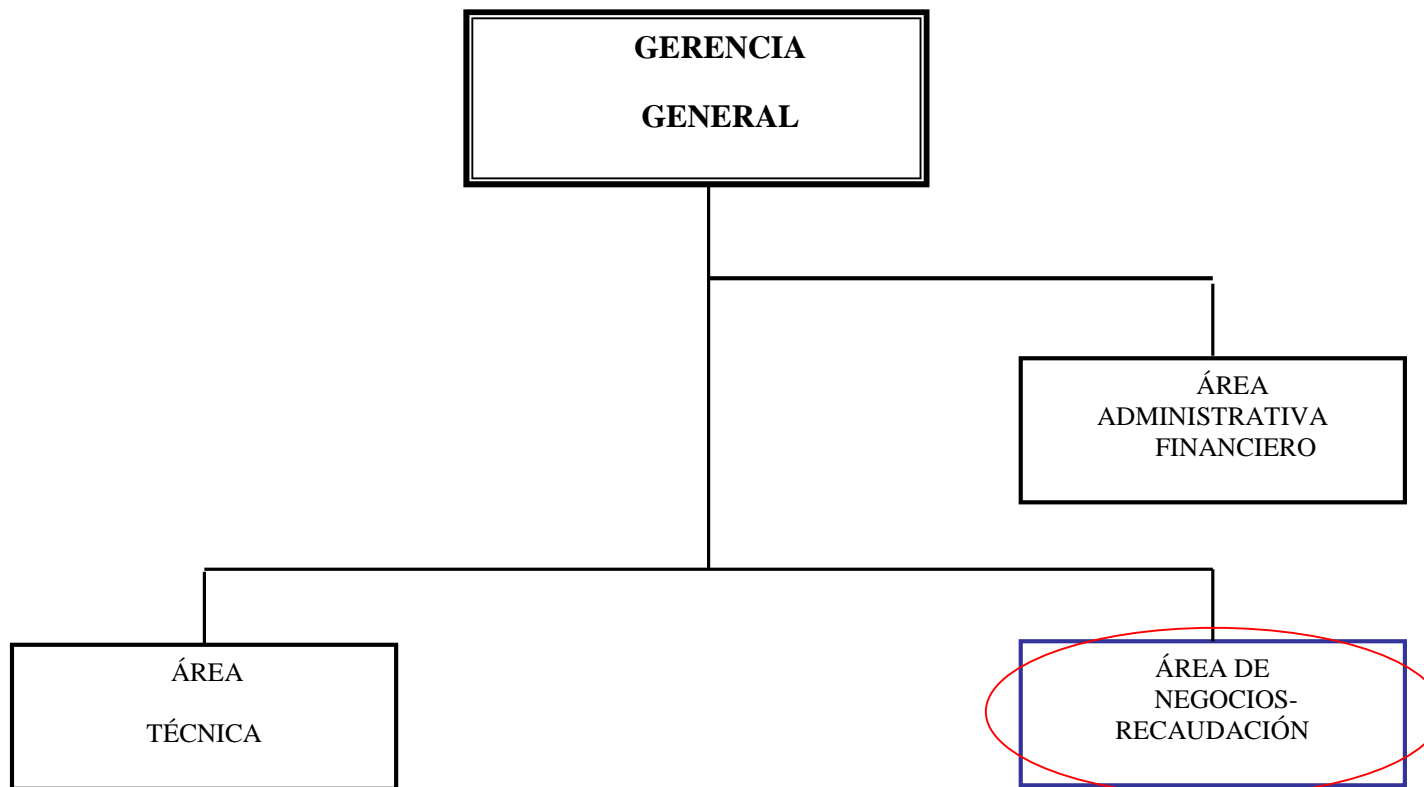 GERENCIA
GENERAL
ÁREA
ADMINISTRATIVA
FINANCIERO
ÁREA
TÉCNICA
ÁREA DE
NEGOCIOS-
RECAUDACIÓN